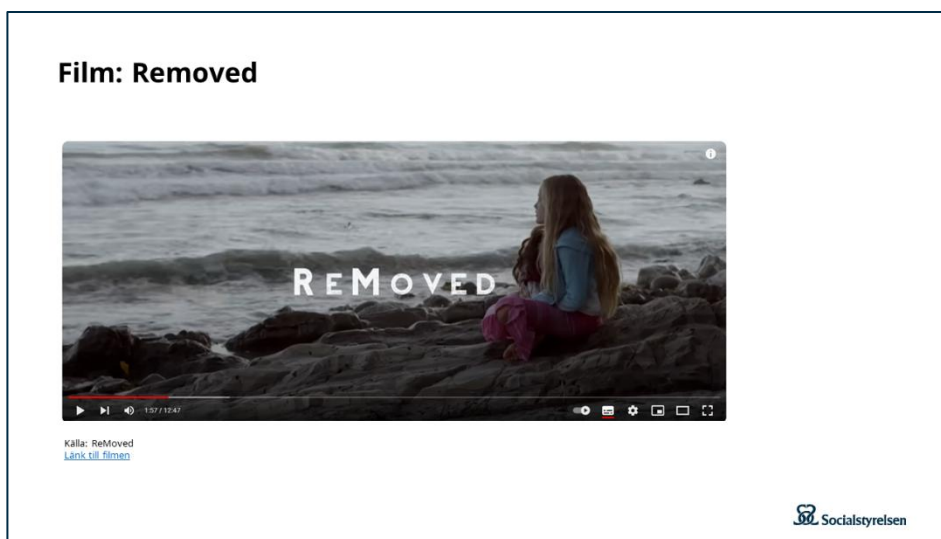 Film: Removed
REMOVED
1:57 / 12:47
Källa: ReMoved
Länk till filmen
Socialstyrelsen